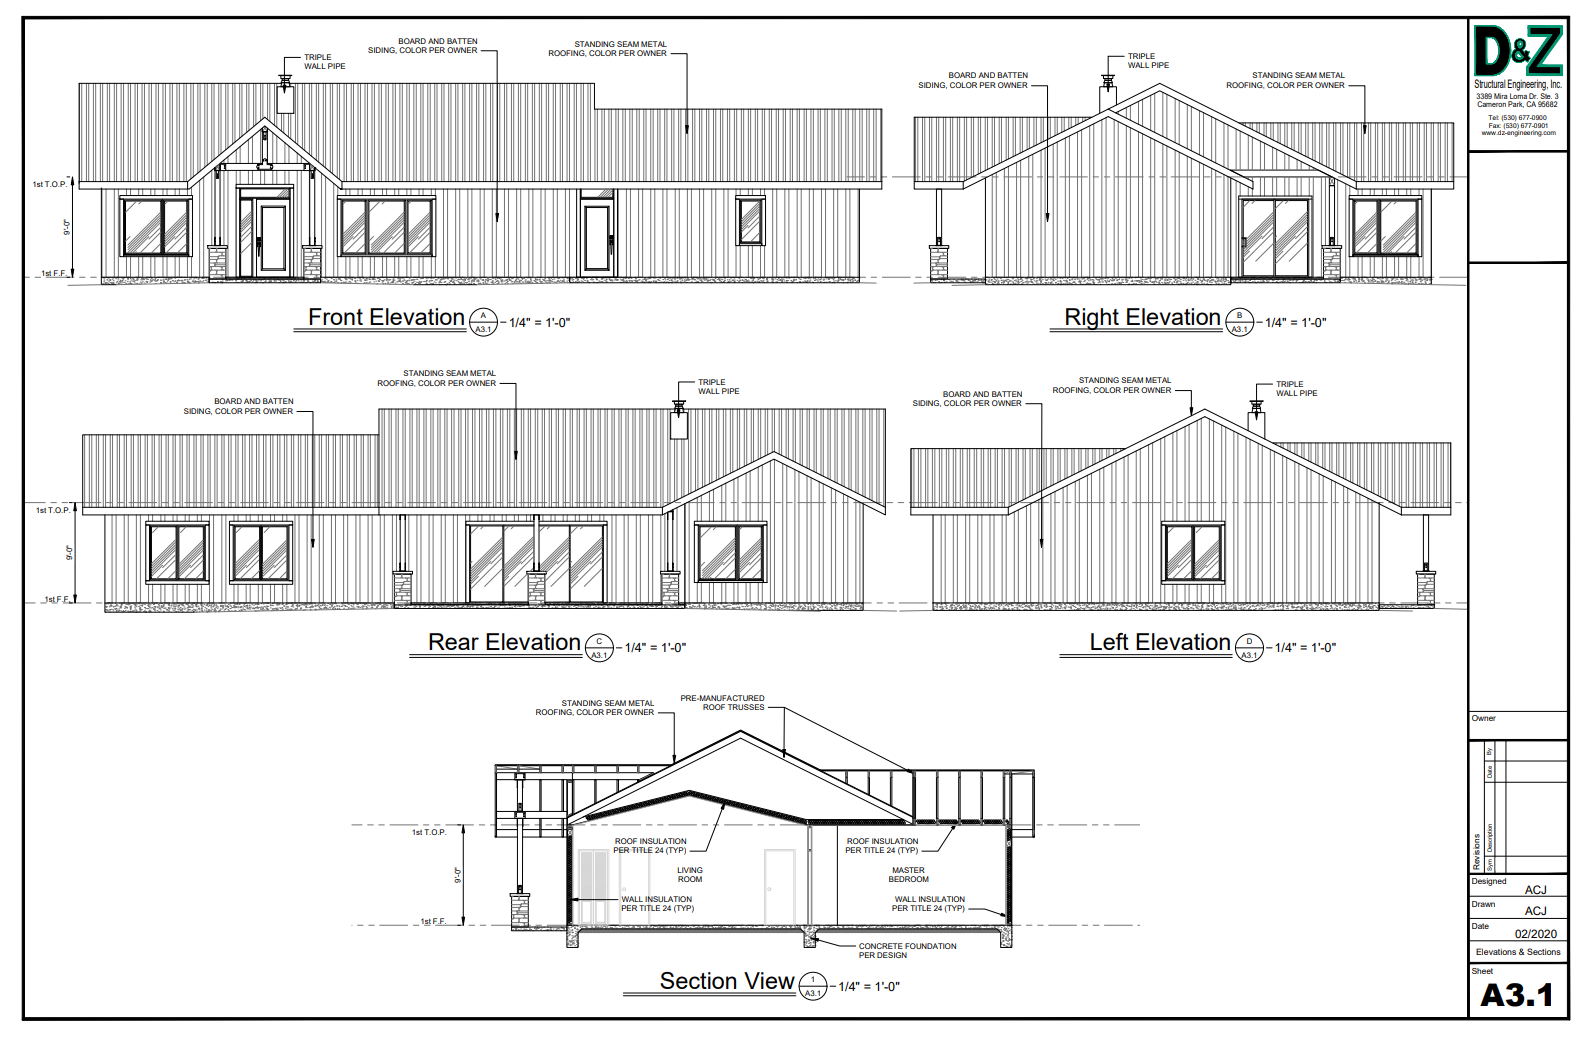 TRIPLE
WALL PIPE
BOARD AND BATTEN
SIDING, COLOR PER OWNER
STANDING SEAM METAL
ROOFING, COLOR PER OWNER
1st T.O.P.
9'-0"
1st F.F.
Front Elevation
A
A3.1
1/4" = 1'-0"
BOARD AND BATTEN
SIDING, COLOR PER OWNER
TRIPLE
WALL PIPE
STANDING SEAM METAL
ROOFING, COLOR PER OWNER
Right Elevation
B
A3.1
1/4" = 1'-0"
BOARD AND BATTEN
SIDING, COLOR PER OWNER
STANDING SEAM METAL
ROOFING, COLOR PER OWNER
TRIPLE
WALL PIPE
1st T.O.P.
9'-0"
1st F.F.
Rear Elevation
C
A3.1
1/4" = 1'-0"
BOARD AND BATTEN
SIDING, COLOR PER OWNER
STANDING SEAM METAL
ROOFING, COLOR PER OWNER
TRIPLE
WALL PIPE
Left Elevation
D
A3.1
1/4" = 1'-0"
STANDING SEAM METAL
ROOFING, COLOR PER OWNER
PRE-MANUFACTURED
ROOF TRUSSES
1st T.O.P.
9'-0"
1st F.F.
ROOF INSULATION
PER TITLE 24 (TYP)
LIVING
ROOM
WALL INSULATION
PER TITLE 24 (TYP)
ROOF INSULATION
PER TITLE 24 (TYP)
MASTER
BEDROOM
WALL INSULATION
PER TITLE 24 (TYP)
CONCRETE FOUNDATION
PER DESIGN
Section View
1
A3.1
1/4" = 1'-0"
D&Z
Structural Engineering, Inc.
3389 Mira Loma Dr. Ste. 3
Cameron Park, CA 95682
Tel: (530) 677-0900
Fax: (530) 677-0901
www.dz-engineering.com
Owner
Revisions
Sym
Description
Date
By
Designed
ACJ
Drawn
ACJ
Date
02/2020
Elevations & Sections
Sheet
A3.1